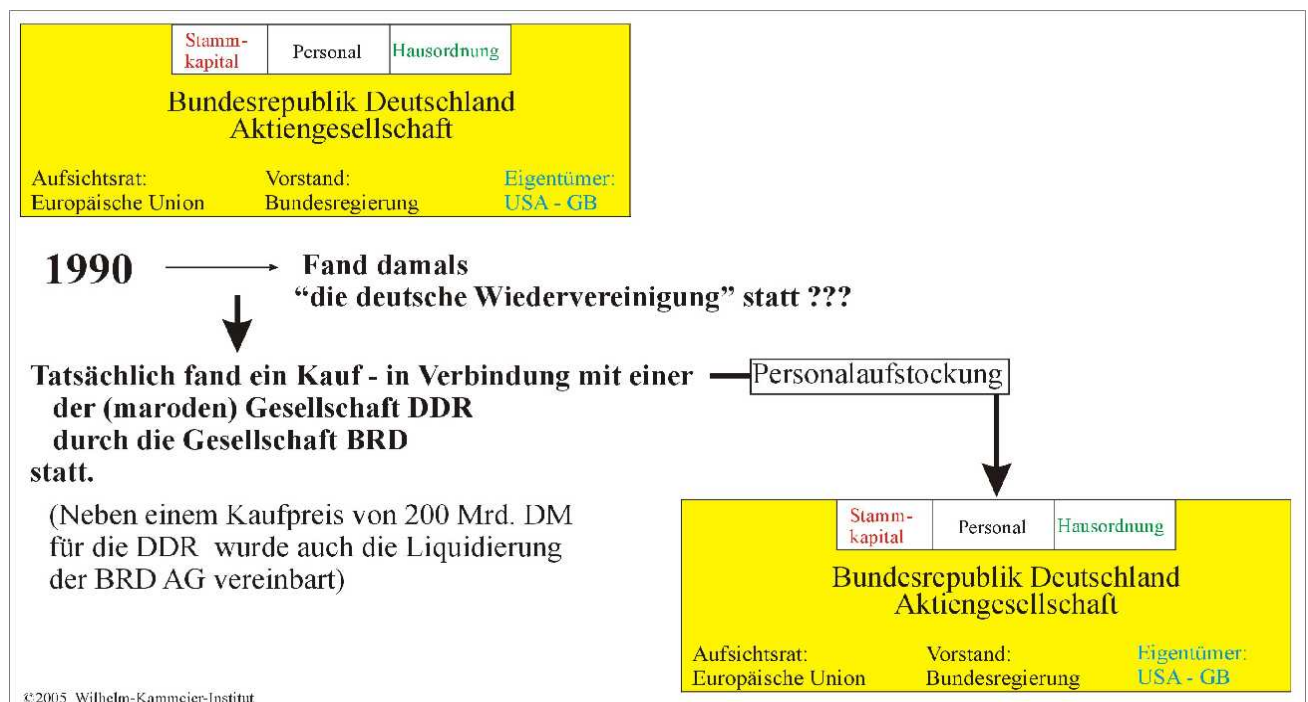 Stamm-
kapital
Personal
Hausordnung
Bundesrepublik Deutschland
Aktiengesellschaft
Aufsichtsrat:
Europäische Union
Vorstand:
Bundesregierung
Eigentümer:
USA - GB
1990
Fand damals
“die deutsche Wiedervereinigung” statt ???
Tatsächlich fand ein Kauf - in Verbindung mit einer
Personalaufstockung
der (maroden) Gesellschaft DDR
durch die Gesellschaft BRD
statt.
(Neben einem Kaufpreis von 200 Mrd. DM
für die DDR wurde auch die Liquidierung
der BRD AG vereinbart)
Stamm-
kapital
Personal
Hausordnung
Bundesrepublik Deutschland
Aktiengesellschaft
Aufsichtsrat:
Europäische Union
Vorstand:
Bundesregierung
Eigentümer:
USA - GB
©2005 Wilhelm-Kammeier-Institut